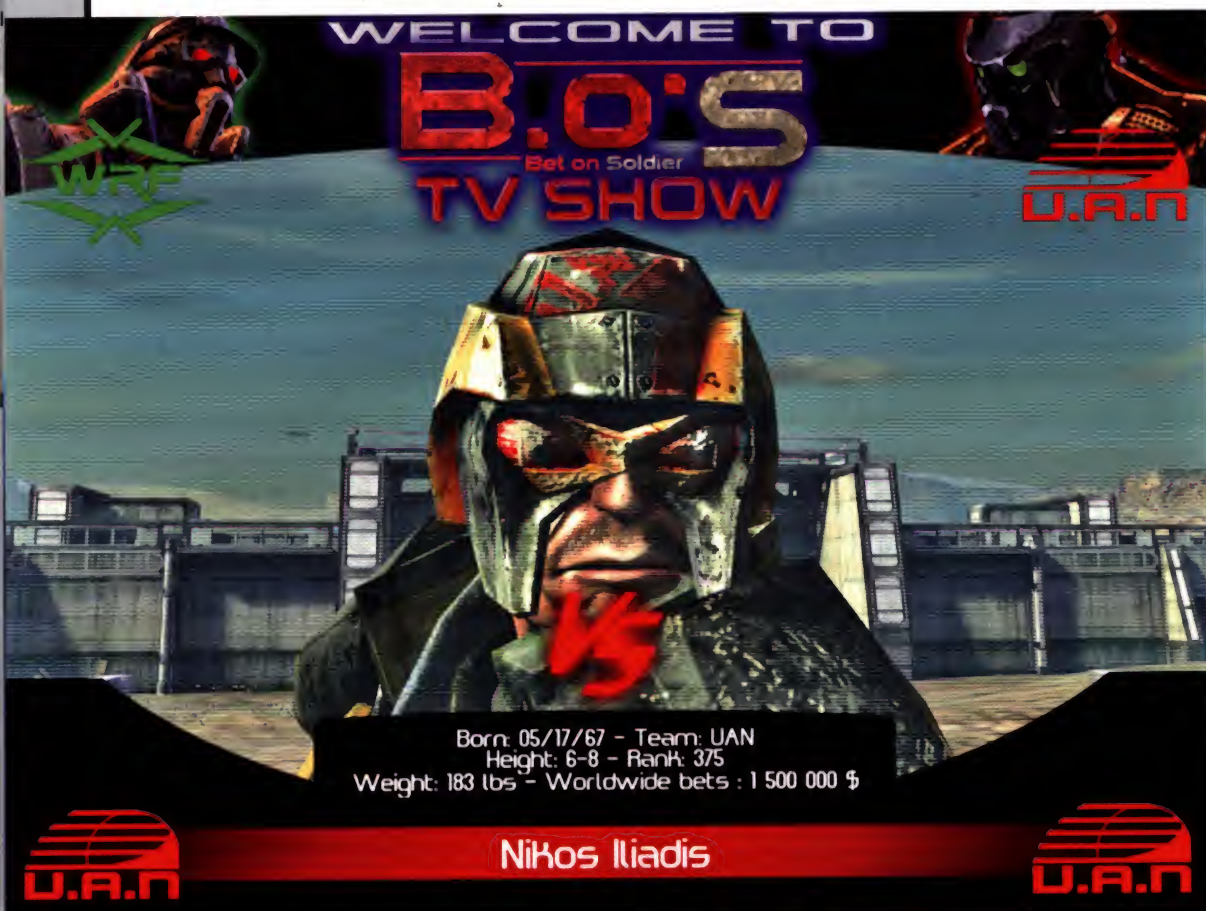 WELCOME TO
B.o.S
Bet on Soldier
TV SHOW
WRF
U.A.N
VS
Born: 05/17/67 - Team: UAN
Height: 6-8 - Rank: 375
Weight: 183 lbs - Worldwide bets : 1 500 000 $
Nikos Iliadis
U.A.N
U.A.N